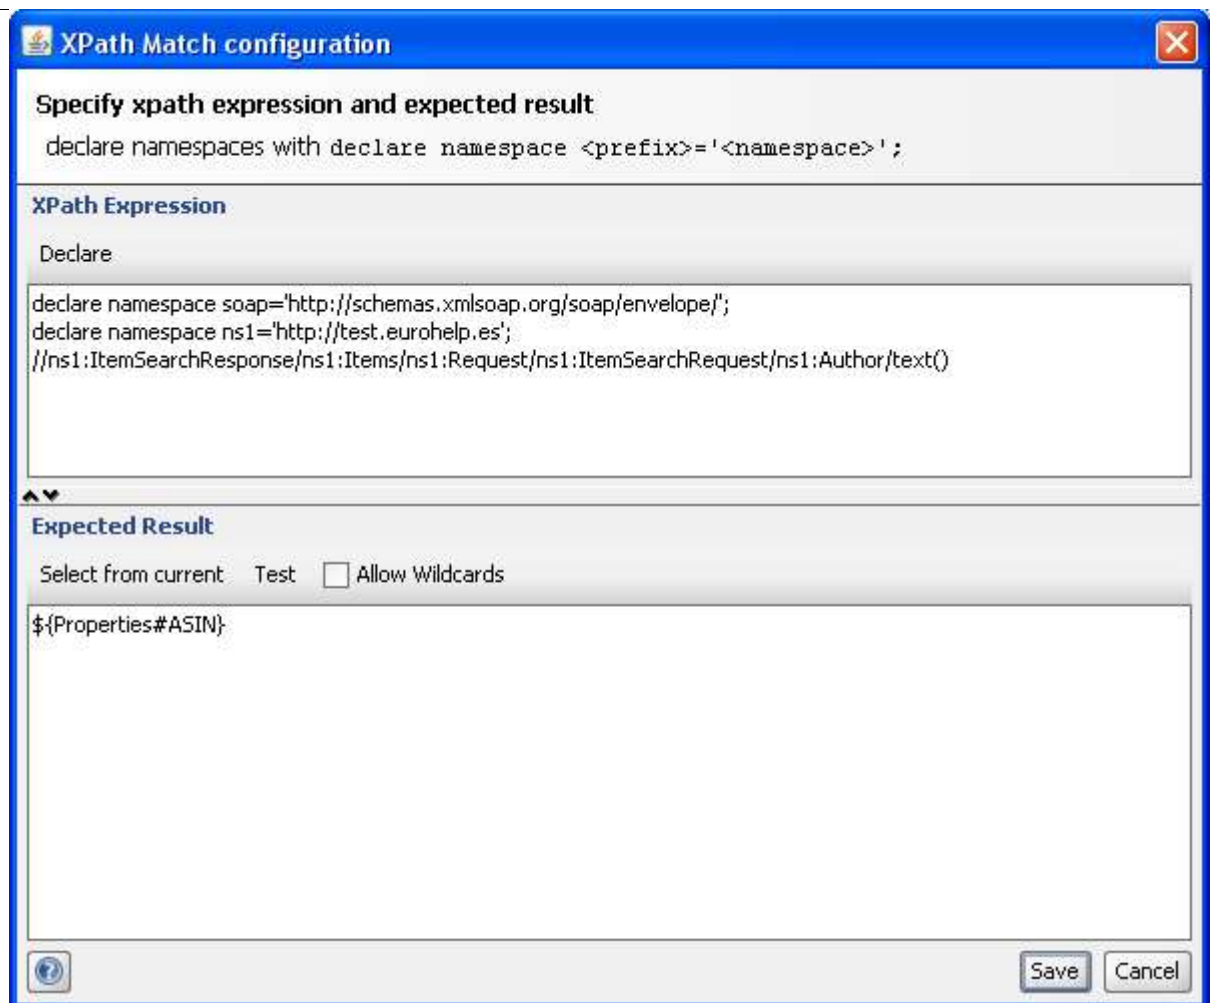 XPath Match configuration
Specify xpath expression and expected result
declare namespaces with declare namespace <prefix>='<namespace>';
XPath Expression
Declare
declare namespace soap='http://schemas.xmlsoap.org/soap/envelope/';
declare namespace ns1='http://test.eurohelp.es';
//ns1:ItemSearchResponse/ns1:Items/ns1:Request/ns1:ItemSearchRequest/ns1:Author/text()
Expected Result
Select from current Test Allow Wildcards
${Properties#ASIN}
Save Cancel